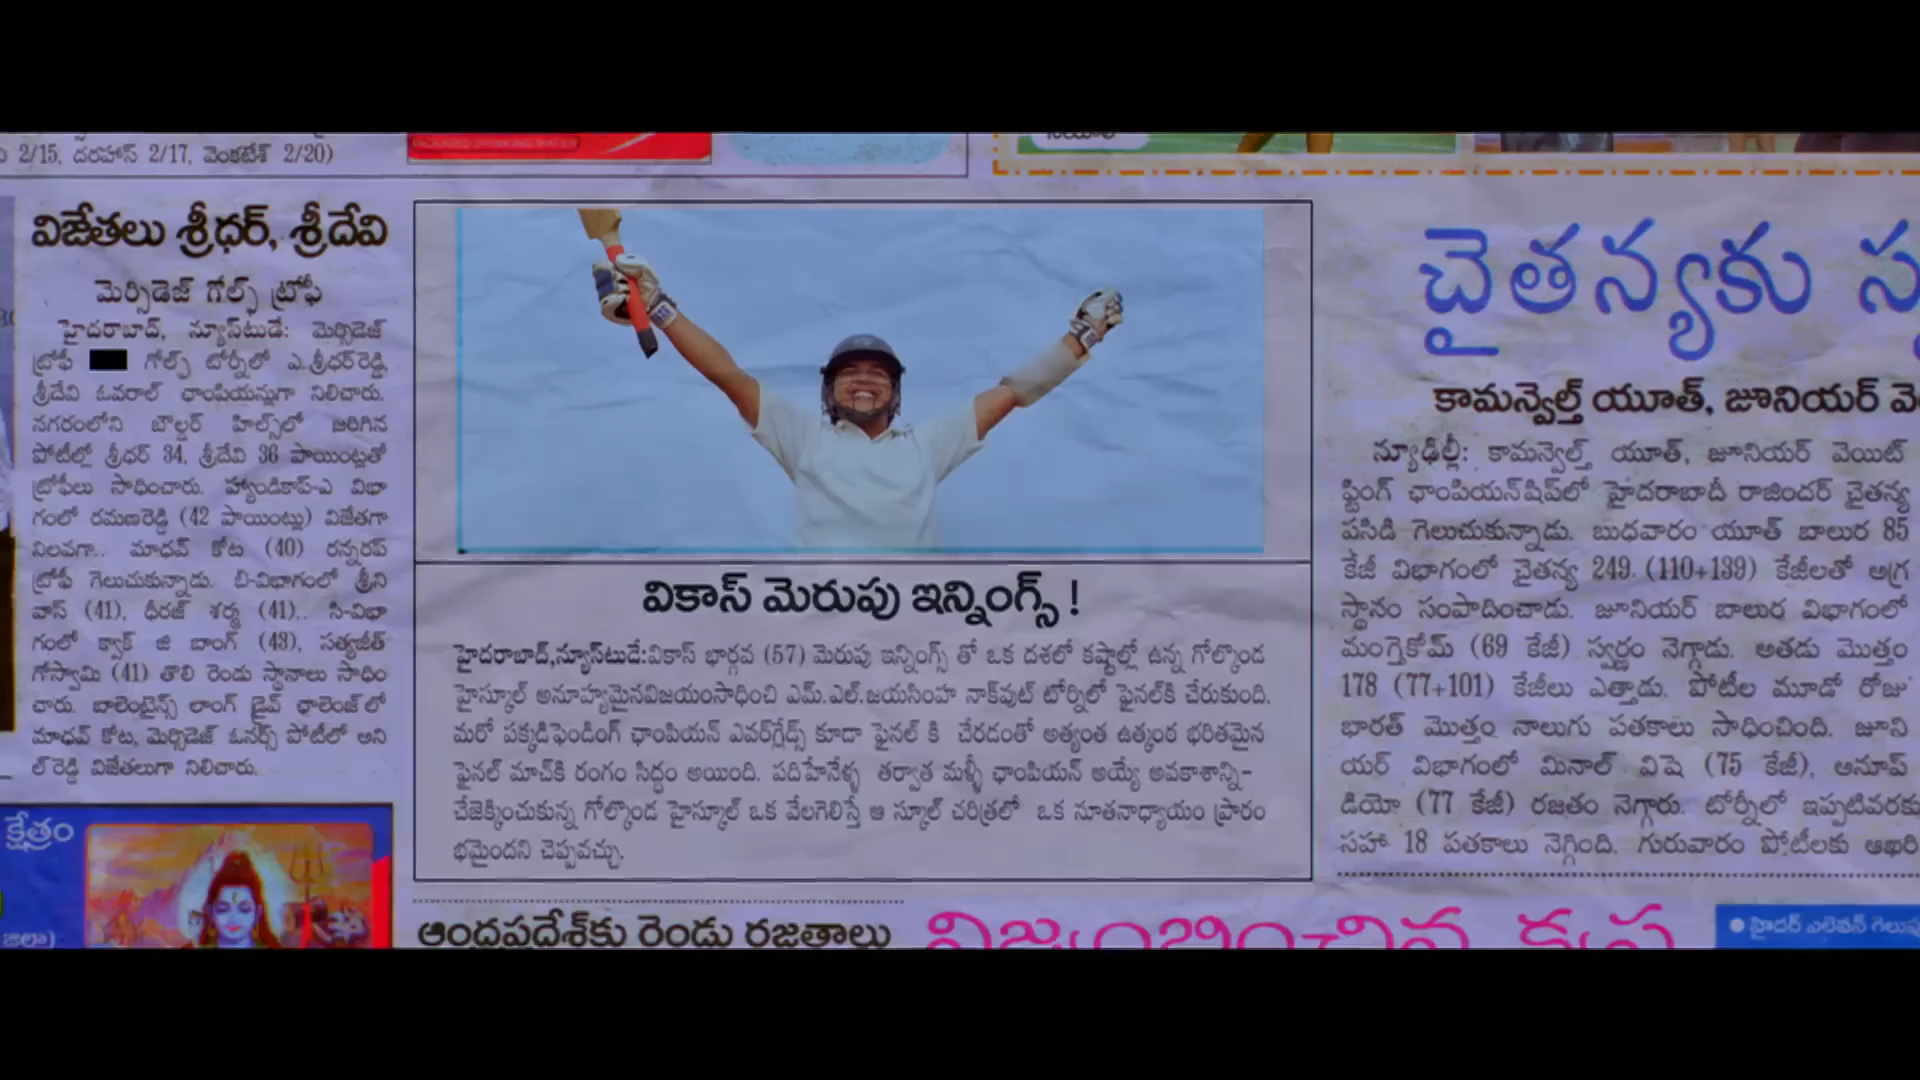 2/15, దరహాస్ 2/17, వెంకటేశ్ 2/20)
విజేతలు శ్రీధర్, శ్రీదేవి
మెర్సిడెజ్ గోల్ఫ్ ట్రోఫీ
హైదరాబాద్, న్యూస్‌టుడే: మెర్సిడెజ్
ట్రోఫీ గోల్ఫ్ టోర్నీలో ఎ.శ్రీధర్‌రెడ్డి,
శ్రీదేవి ఓవరాల్ ఛాంపియన్లుగా నిలిచారు.
నగరంలోని బౌల్డర్ హిల్స్‌లో జరిగిన
పోటీల్లో శ్రీధర్ 34, శ్రీదేవి 36 పాయింట్లతో
ట్రోఫీలు సాధించారు. హ్యాండికాప్-ఎ విభా
గంలో రమణరెడ్డి (42 పాయింట్లు) విజేతగా
నిలవగా.. మాధవ్ కోట (40) రన్నరప్
ట్రోఫీ గెలుచుకున్నాడు. బి-విభాగంలో శ్రీని
వాస్ (41), ధీరజ్ శర్మ (41).. సి-విభా
గంలో క్వాక్ జి బాంగ్ (43), సత్యజీత్
గోస్వామి (41) తొలి రెండు స్థానాలు సాధిం
చారు. బాలెంటైన్స్ లాంగ్ డ్రైవ్ ఛాలెంజ్‌లో
మాధవ్ కోట, మెర్సిడెజ్ ఓనర్స్ పోటీలో అని
ల్‌రెడ్డి విజేతలుగా నిలిచారు.
క్షేత్రం
జిల్లా)
వికాస్ మెరుపు ఇన్నింగ్స్ !
హైదరాబాద్,న్యూస్‌టుడే:వికాస్ భార్గవ (57) మెరుపు ఇన్నింగ్స్ తో ఒక దశలో కష్టాల్లో ఉన్న గోల్కొండ
హైస్కూల్ అనూహ్యమైనవిజయంసాధించి ఎమ్.ఎల్.జయసింహ నాక్‌వుట్ టోర్నిలో ఫైనల్‌కి చేరుకుంది.
మరో పక్కడిఫెండింగ్ ఛాంపియన్ ఎవర్‌గ్లేడ్స్ కూడా ఫైనల్ కి చేరడంతో అత్యంత ఉత్కంఠ భరితమైన
ఫైనల్ మాచ్‌కి రంగం సిద్ధం అయింది. పదిహేనేళ్ళ తర్వాత మళ్ళీ ఛాంపియన్ అయ్యే అవకాశాన్ని-
చేజెక్కించుకున్న గోల్కొండ హైస్కూల్ ఒక వేలగెలిస్తే ఆ స్కూల్ చరిత్రలో ఒక నూతనాధ్యాయం ప్రారం
భమైందని చెప్పవచ్చు.
ఆంధ్రప్రదేశ్‌కు రెండు రజతాలు
చైతన్యకు
కామన్వెల్త్ యూత్, జూనియర్
న్యూఢిల్లీ: కామన్వెల్త్ యూత్, జూనియర్ వెయిట్
ఫ్టింగ్ ఛాంపియన్‌షిప్‌లో హైదరాబాదీ రాజిందర్ చైతన్య
పసిడి గెలుచుకున్నాడు. బుధవారం యూత్ బాలుర 85
కేజీ విభాగంలో చైతన్య 249 (110+139) కేజీలతో అగ్ర
స్థానం సంపాదించాడు. జూనియర్ బాలుర విభాగంలో
మంగ్తెకోమ్ (69 కేజీ) స్వర్ణం నెగ్గాడు. అతడు మొత్తం
178 (77+101) కేజీలు ఎత్తాడు. పోటీల మూడో రోజు
భారత్ మొత్తం నాలుగు పతకాలు సాధించింది. జూని
యర్ విభాగంలో మినాల్ విషె (75 కేజీ), అనూప్
డియో (77 కేజీ) రజతం నెగ్గారు. టోర్నీలో ఇప్పటివరకు
సహా 18 పతకాలు నెగ్గింది. గురువారం పోటీలకు ఆఖరి
విజృంభించిన
హైదర్ ఎలెవన్ గెలుపు